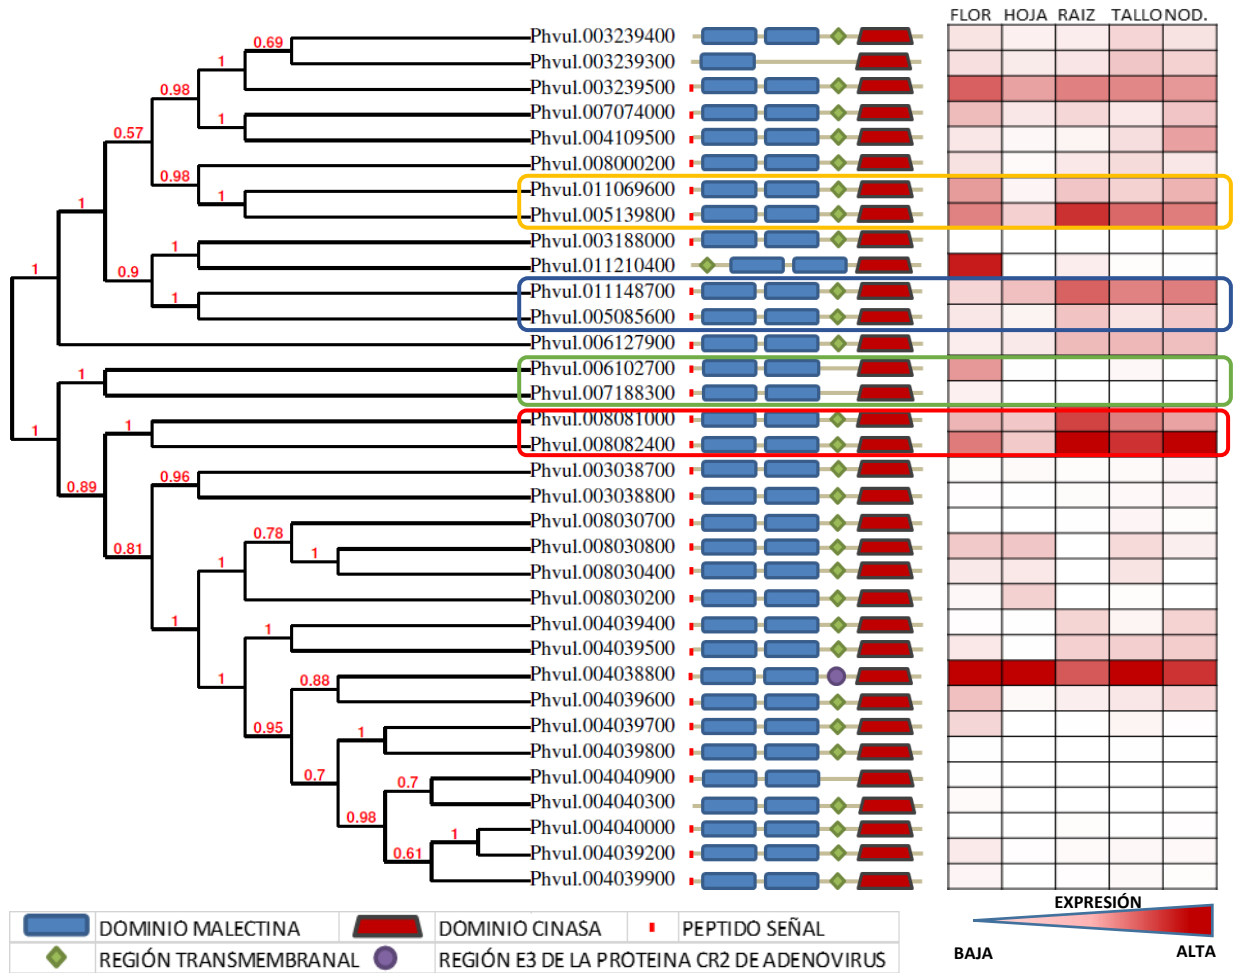 FLOR HOJA RAIZ TALLO NOD.
Phvul.003239400
0.69
Phvul.003239300
1
Phvul.003239500
0.98
Phvul.007074000
1
0.57
Phvul.004109500
Phvul.008000200
0.98
Phvul.011069600
1
1
Phvul.005139800
Phvul.003188000
1
Phvul.011210400
1
0.9
Phvul.011148700
1
Phvul.005085600
Phvul.006127900
Phvul.006102700
1
Phvul.007188300
Phvul.008081000
1
1
Phvul.008082400
Phvul.003038700
0.96
0.89
Phvul.003038800
Phvul.008030700
0.78
Phvul.008030800
0.81
1
1
Phvul.008030400
Phvul.008030200
1
Phvul.004039400
1
Phvul.004039500
1
Phvul.004038800
0.88
Phvul.004039600
0.95
Phvul.004039700
1
Phvul.004039800
0.7
Phvul.004040900
0.7
Phvul.004040300
0.98
Phvul.004040000
1
Phvul.004039200
0.61
Phvul.004039900
EXPRESIÓN
BAJA
ALTA
DOMINIO MALECTINA
DOMINIO CINASA
PEPTIDO SEÑAL
REGIÓN TRANSMEMBRANAL
REGIÓN E3 DE LA PROTEINA CR2 DE ADENOVIRUS